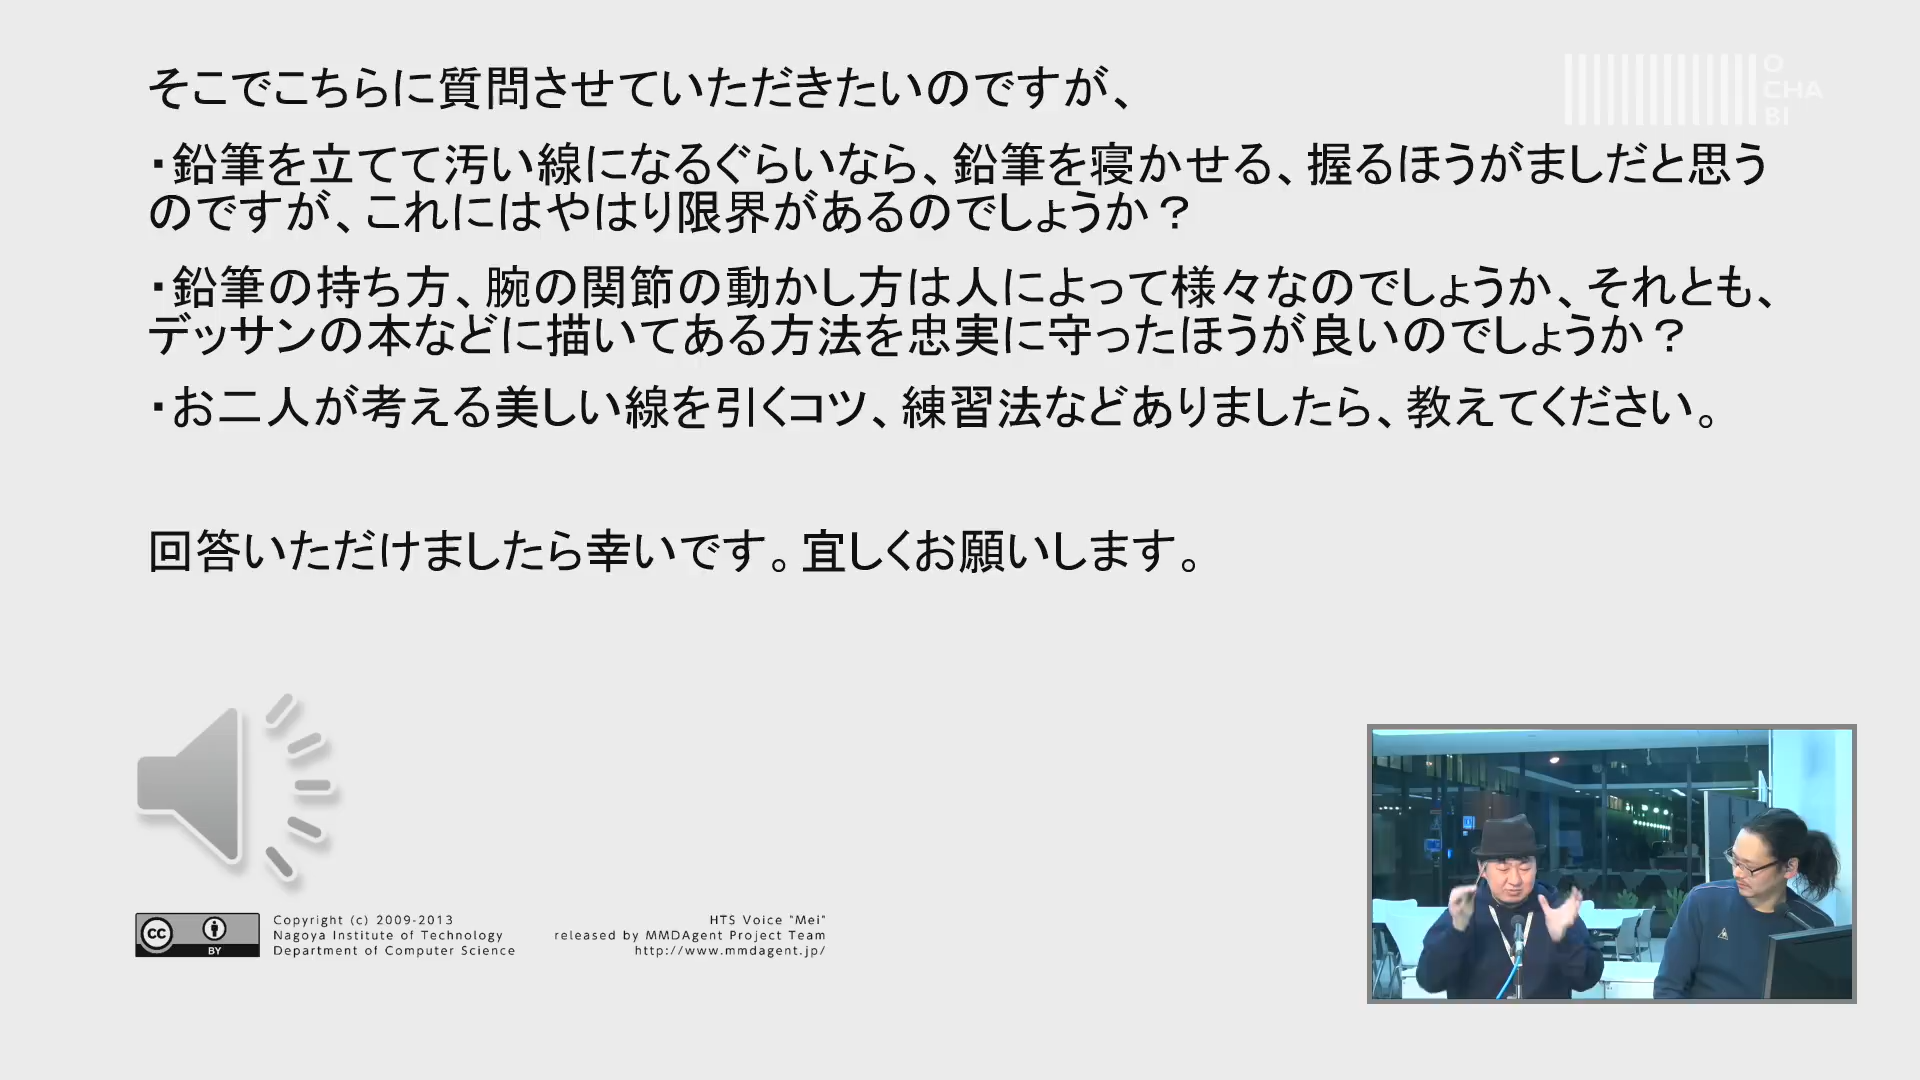 そこでこちらに質問させていただきたいのですが、
・鉛筆を立てて汚い線になるぐらいなら、鉛筆を寝かせる、握るほうがましだと思う
のですが、これにはやはり限界があるのでしょうか？
・鉛筆の持ち方、腕の関節の動かし方は人によって様々なのでしょうか、それとも、
デッサンの本などに描いてある方法を忠実に守ったほうが良いのでしょうか？
・お二人が考える美しい線を引くコツ、練習法などありましたら、教えてください。
回答いただけましたら幸いです。宜しくお願いします。
O
CHA
BI
cc
BY
Copyright (c) 2009-2013
Nagoya Institute of Technology
Department of Computer Science
HTS Voice "Mei"
released by MMDAgent Project Team
http://www.mmdagent.jp/